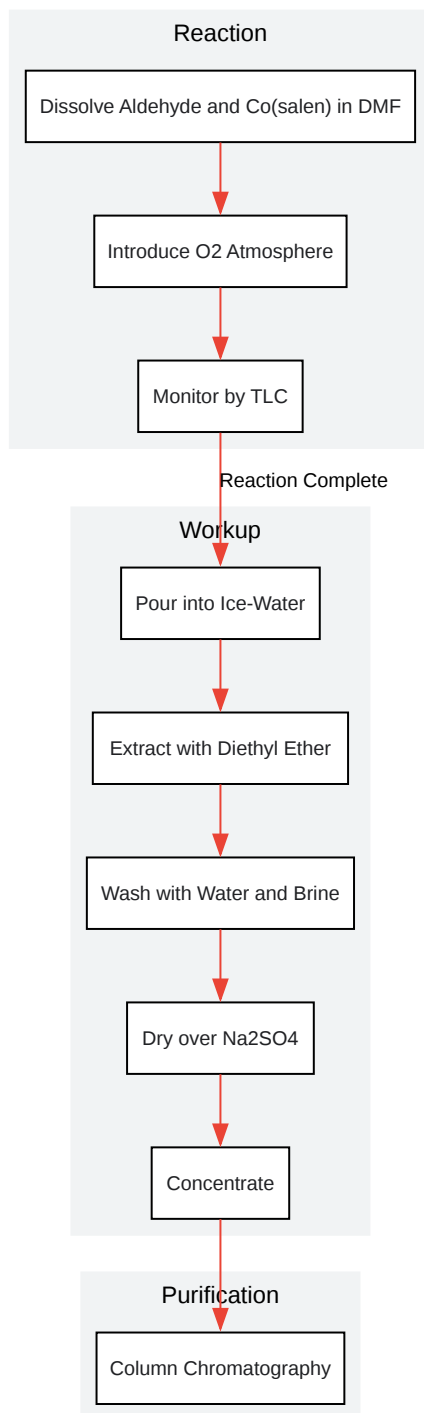 Reaction
Dissolve Aldehyde and Co(salen) in DMF
Introduce O2 Atmosphere
Monitor by TLC
Reaction Complete
Workup
Pour into Ice-Water
Extract with Diethyl Ether
Wash with Water and Brine
Dry over Na2SO4
Concentrate
Purification
Column Chromatography